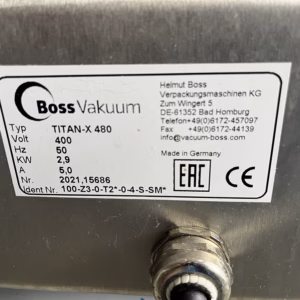 BossVakuum
Typ TITAN-X 480
Volt 400
Hz 50
KW 2,9
A 5,0
Nr. 2021,15686
Ident Nr. 100-Z3-0-T2*-0-4-S-SM*
Helmut Boss
Verpackungsmaschinen KG
Zum Wingert 5
DE-61352 Bad Homburg
Telefon+49(0)6172-457097
Fax +49(0)6172-44139
info@vacuum-boss.com
Made in Germany
EAC CE